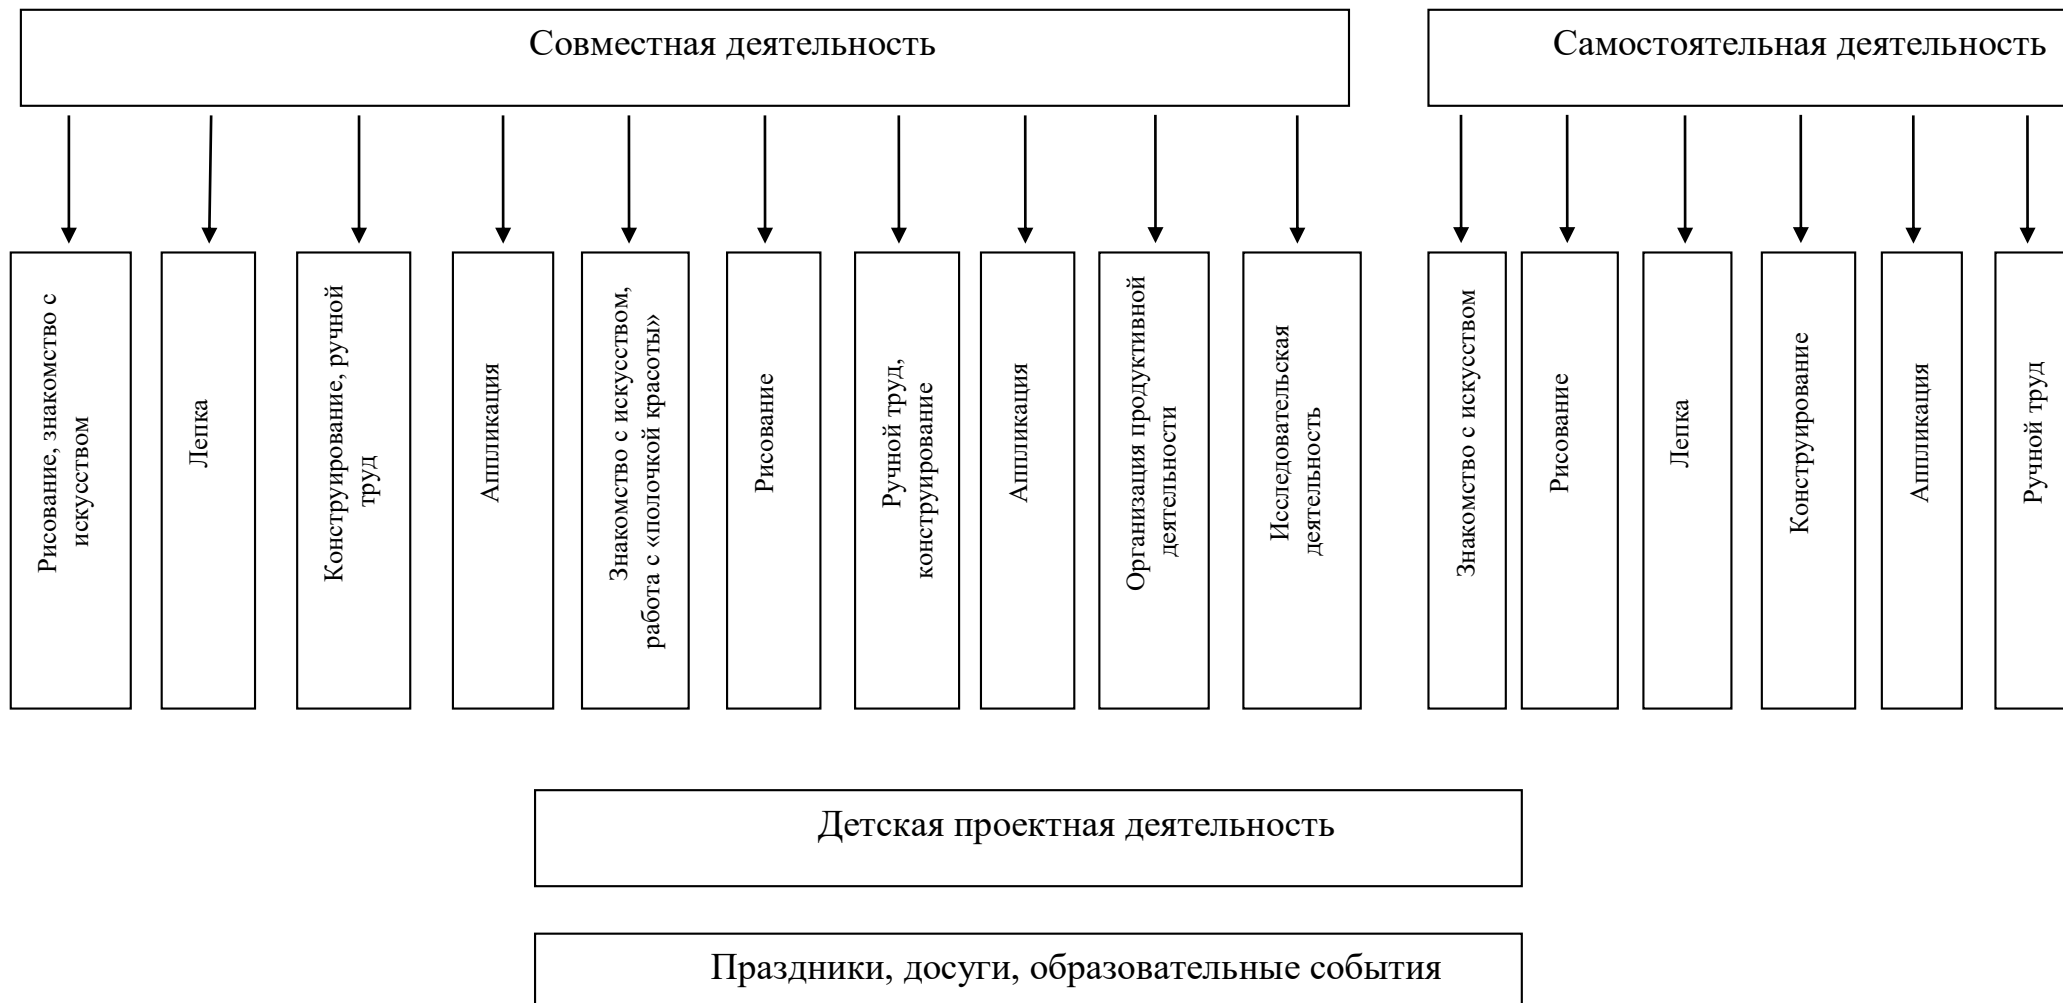 Совместная деятельность
Самостоятельная деятельность
Рисование, знакомство с
искусством
Лепка
Конструирование, ручной
труд
Аппликация
Знакомство с искусством,
работа с «полочкой красоты»
Рисование
Ручной труд,
конструирование
Аппликация
Организация продуктивной
деятельности
Исследовательская
деятельность
Знакомство с искусством
Рисование
Лепка
Конструирование
Аппликация
Ручной труд
Детская проектная деятельность
Праздники, досуги, образовательные события